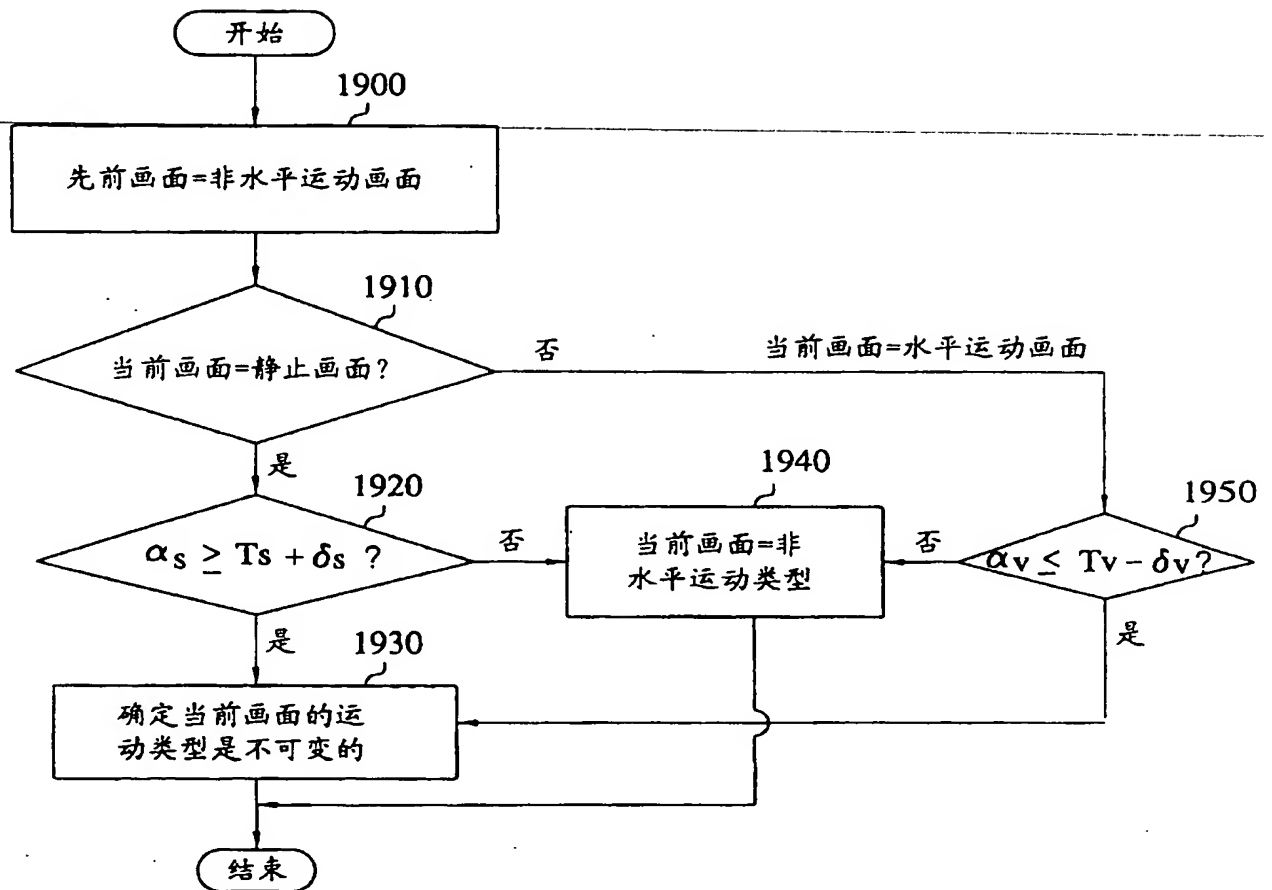 开始
1900
先前画面=非水平运动画面
1910
当前画面=静止画面?
否
当前画面=水平运动画面
是
1920
αs ≥ Ts + δs ?
否
1940
当前画面=非
水平运动类型
1950
αv ≤ Tv - δv?
否
是
是
1930
确定当前画面的运
动类型是不可变的
结束